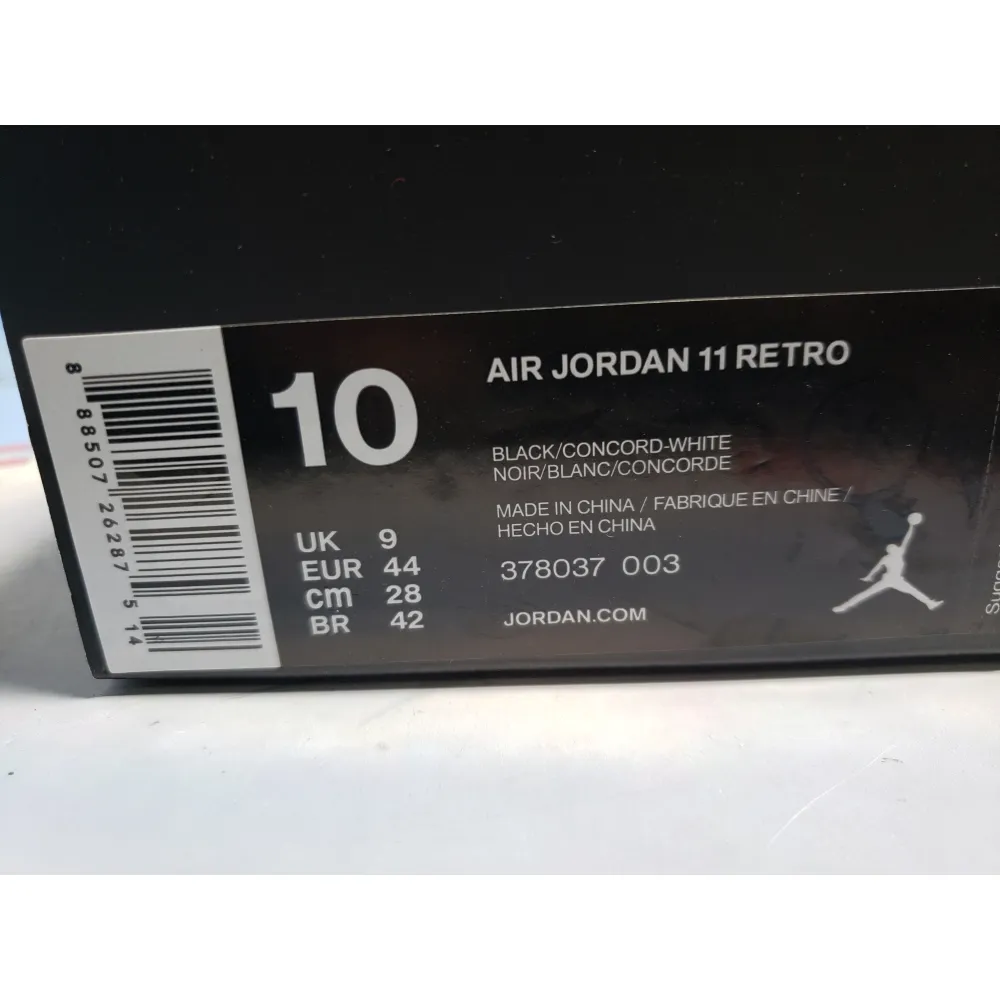 8 88507 26287 5 14
10
UK 9
EUR 44
cm 28
BR 42
AIR JORDAN 11 RETRO
BLACK/CONCORD-WHITE
NOIR/BLANC/CONCORDE
MADE IN CHINA / FABRIQUE EN CHINE /
HECHO EN CHINA
378037 003
JORDAN.COM